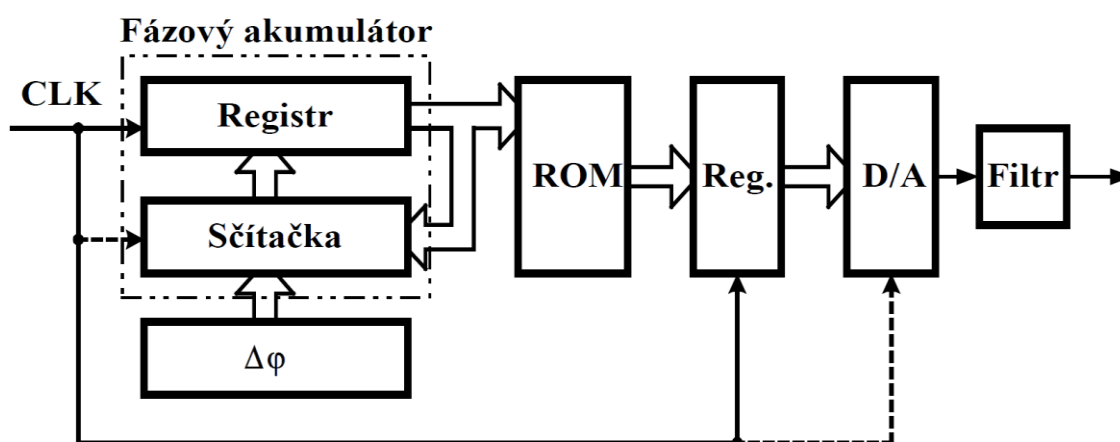 Fázový akumulátor
CLK
Registr
ROM
Reg.
D/A
Filtr
Sčítačka
Δφ